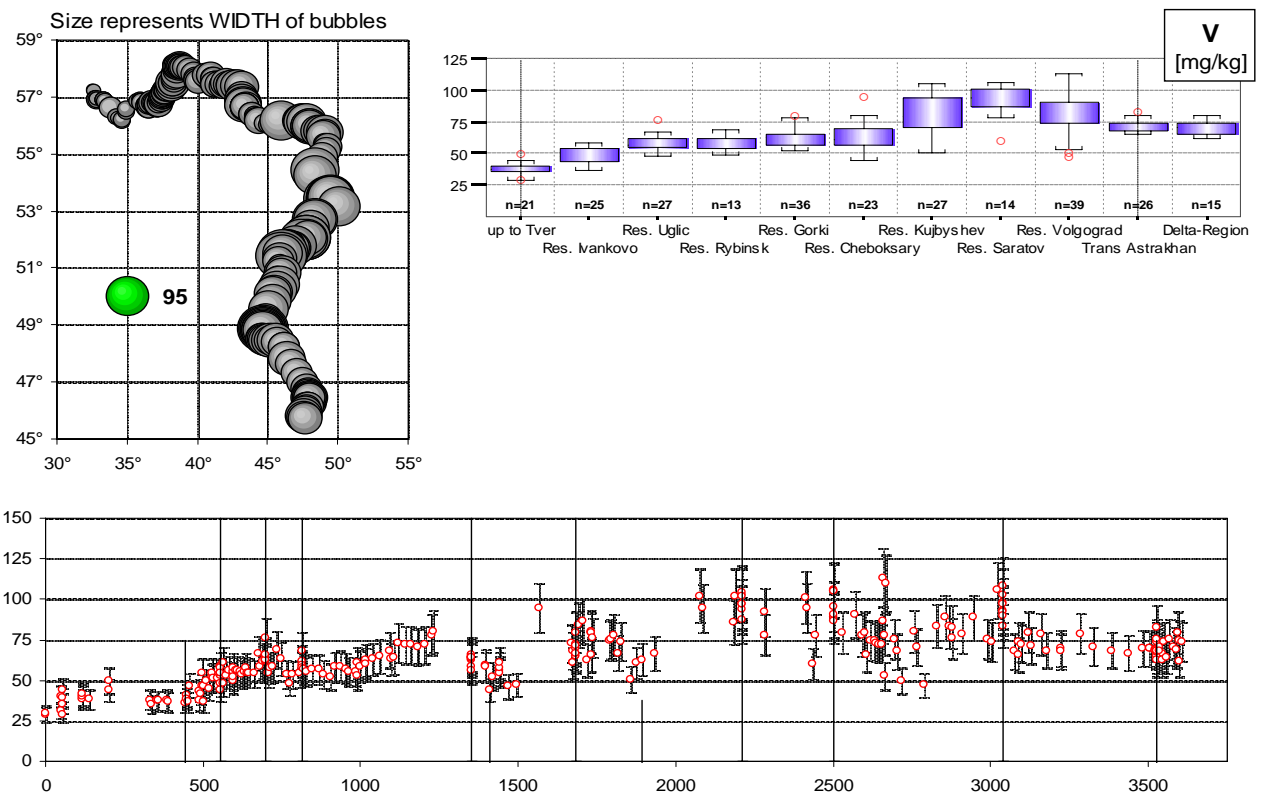 Size represents WIDTH of bubbles
59°
57°
55°
53°
51°
49°
47°
45°
30° 35° 40° 45° 50° 55°
95
V
[mg/kg]
125
100
75
50
25
n=21 n=25 n=27 n=13 n=36 n=23 n=27 n=14 n=39 n=26 n=15
up to Tver Res. Uglic Res. Gorki Res. Kujbyshev Res. Volgograd Delta-Region
Res. Ivankovo Res. Rybinsk Res. Cheboksary Res. Saratov Trans Astrakhan
150
125
100
75
50
25
0
0 500 1000 1500 2000 2500 3000 3500